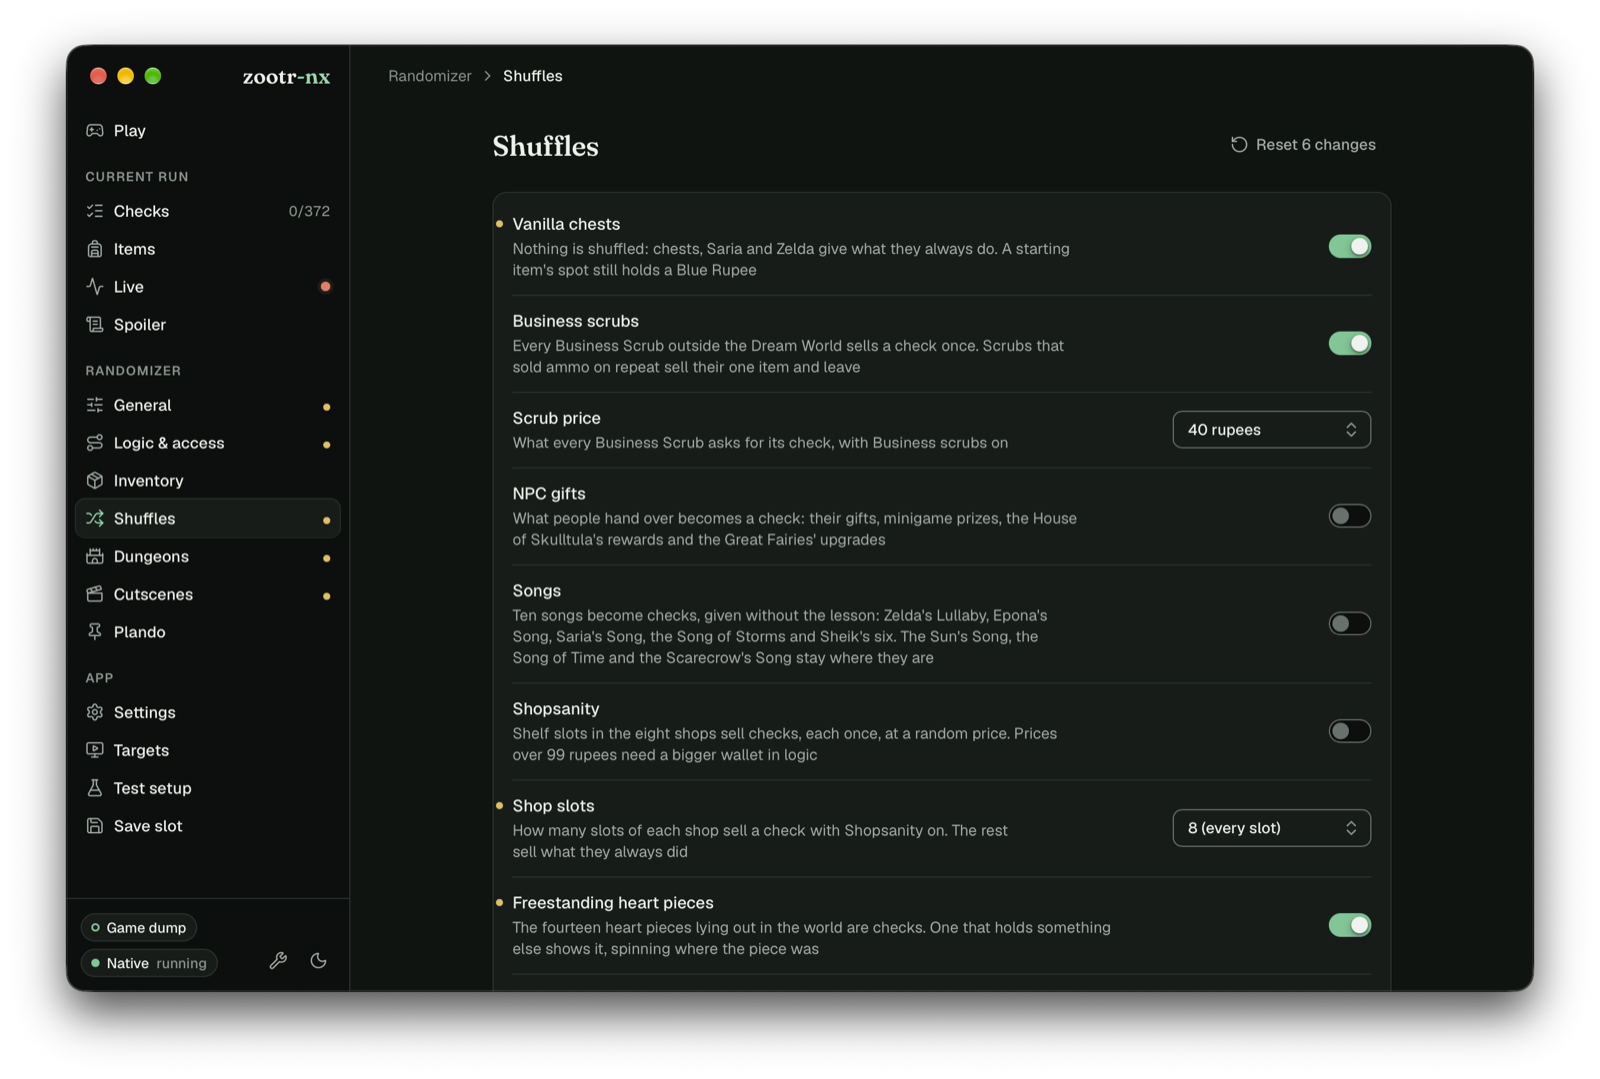 zootr-nx
Play
CURRENT RUN
Checks 0/372
Items
Live
Spoiler
RANDOMIZER
General
Logic & access
Inventory
Shuffles
Dungeons
Cutscenes
Plando
APP
Settings
Targets
Test setup
Save slot
Game dump
Native running
Randomizer > Shuffles
Shuffles
Reset 6 changes
Vanilla chests
Nothing is shuffled: chests, Saria and Zelda give what they always do. A starting
item's spot still holds a Blue Rupee
Business scrubs
Every Business Scrub outside the Dream World sells a check once. Scrubs that
sold ammo on repeat sell their one item and leave
Scrub price
What every Business Scrub asks for its check, with Business scrubs on
40 rupees
NPC gifts
What people hand over becomes a check: their gifts, minigame prizes, the House
of Skulltula's rewards and the Great Fairies' upgrades
Songs
Ten songs become checks, given without the lesson: Zelda's Lullaby, Epona's
Song, Saria's Song, the Song of Storms and Sheik's six. The Sun's Song, the
Song of Time and the Scarecrow's Song stay where they are
Shopsanity
Shelf slots in the eight shops sell checks, each once, at a random price. Prices
over 99 rupees need a bigger wallet in logic
Shop slots
How many slots of each shop sell a check with Shopsanity on. The rest
sell what they always did
8 (every slot)
Freestanding heart pieces
The fourteen heart pieces lying out in the world are checks. One that holds something
else shows it, spinning where the piece was